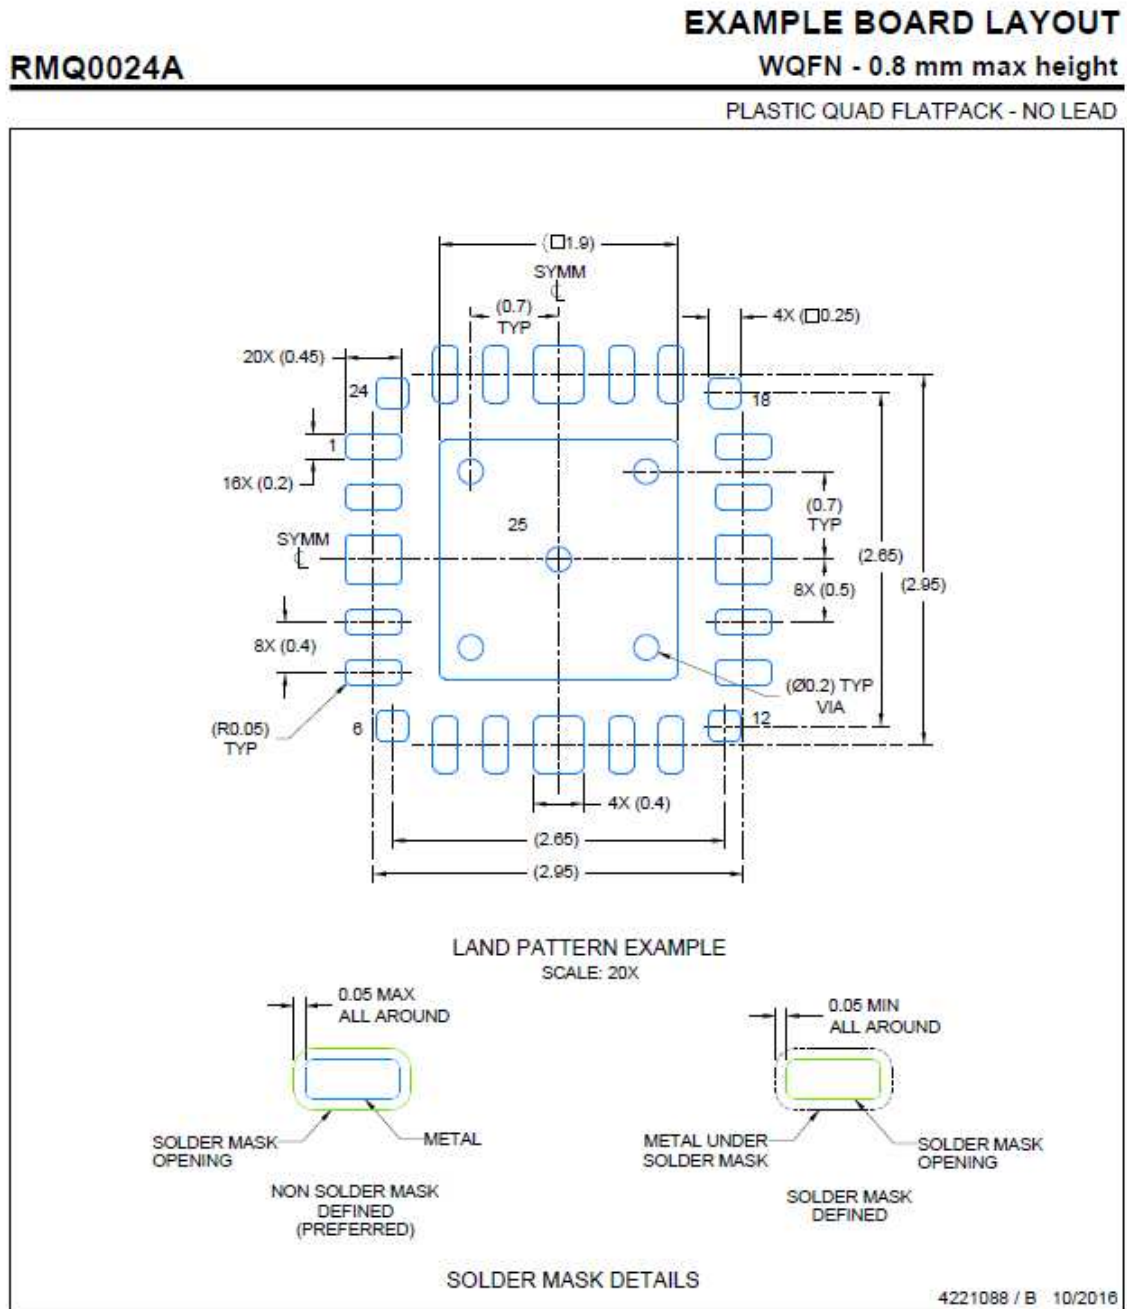 EXAMPLE BOARD LAYOUT
RMQ0024A
WQFN - 0.8 mm max height
PLASTIC QUAD FLATPACK - NO LEAD
(□1.9)
SYMM
℄
(0.7)
TYP
4X (□0.25)
20X (0.45)
24
18
1
16X (0.2)
(0.7)
TYP
25
SYMM
℄
(2.65)
(2.95)
8X (0.5)
8X (0.4)
(Ø0.2) TYP
VIA
(R0.05)
TYP
6
12
4X (0.4)
(2.65)
(2.95)
LAND PATTERN EXAMPLE
SCALE: 20X
0.05 MAX
ALL AROUND
0.05 MIN
ALL AROUND
SOLDER MASK
OPENING
METAL
METAL UNDER
SOLDER MASK
SOLDER MASK
OPENING
NON SOLDER MASK
DEFINED
(PREFERRED)
SOLDER MASK
DEFINED
SOLDER MASK DETAILS
4221088 / B 10/2016